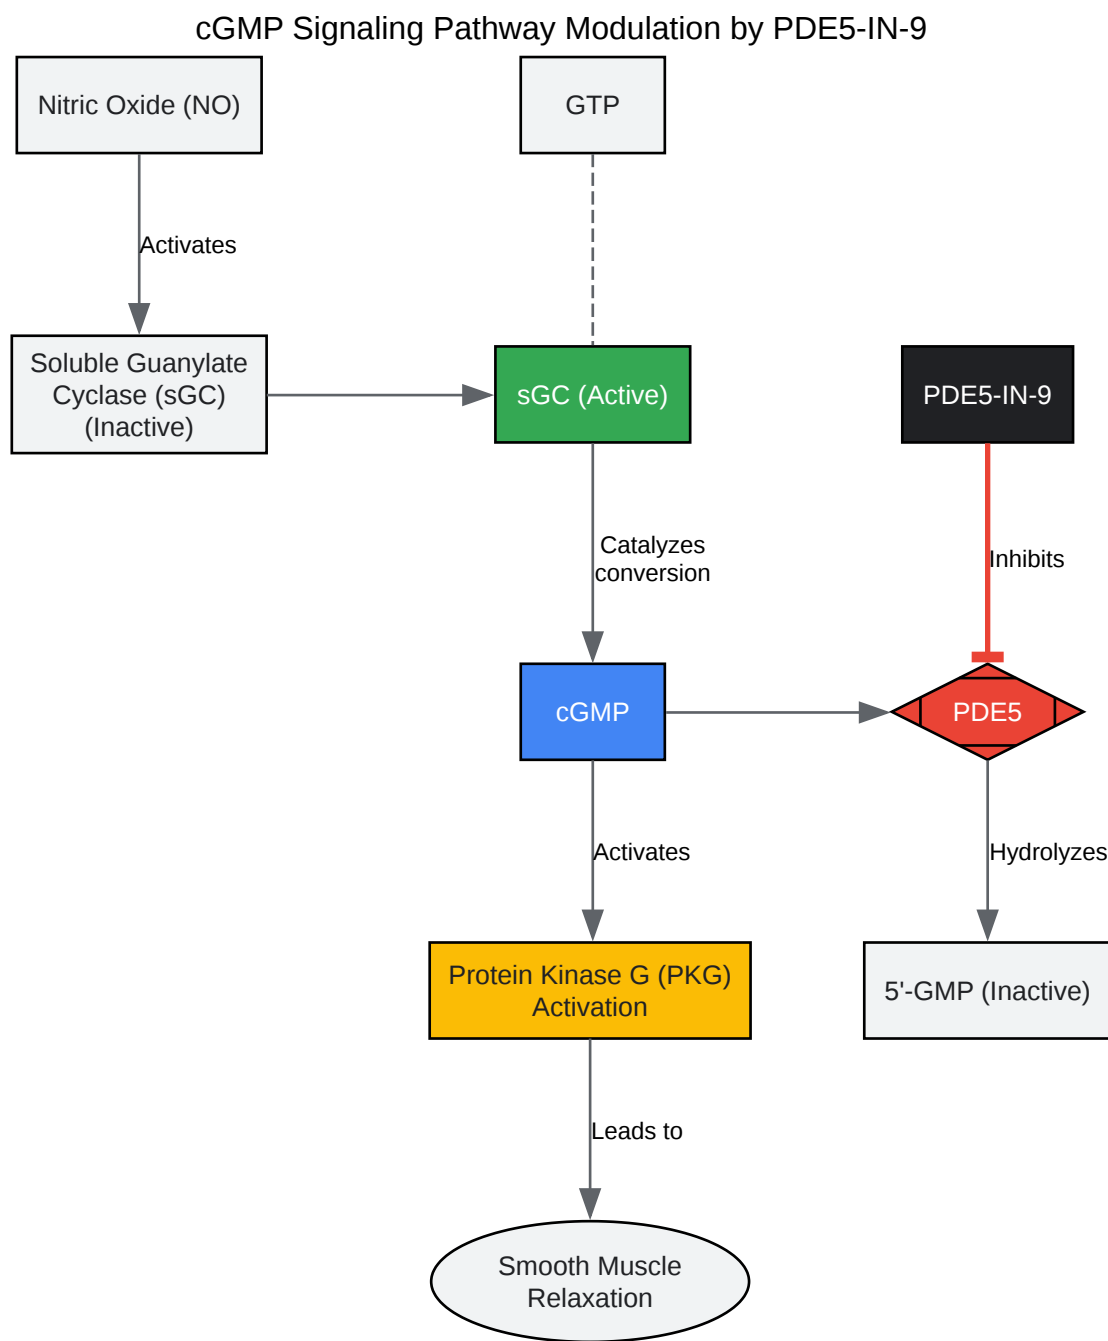 cGMP Signaling Pathway Modulation by PDE5-IN-9
Nitric Oxide (NO)
GTP
Activates
Soluble Guanylate
Cyclase (sGC)
(Inactive)
sGC (Active)
PDE5-IN-9
Catalyzes
conversion
Inhibits
cGMP
PDE5
Activates
Hydrolyzes
Protein Kinase G (PKG)
Activation
5'-GMP (Inactive)
Leads to
Smooth Muscle
Relaxation